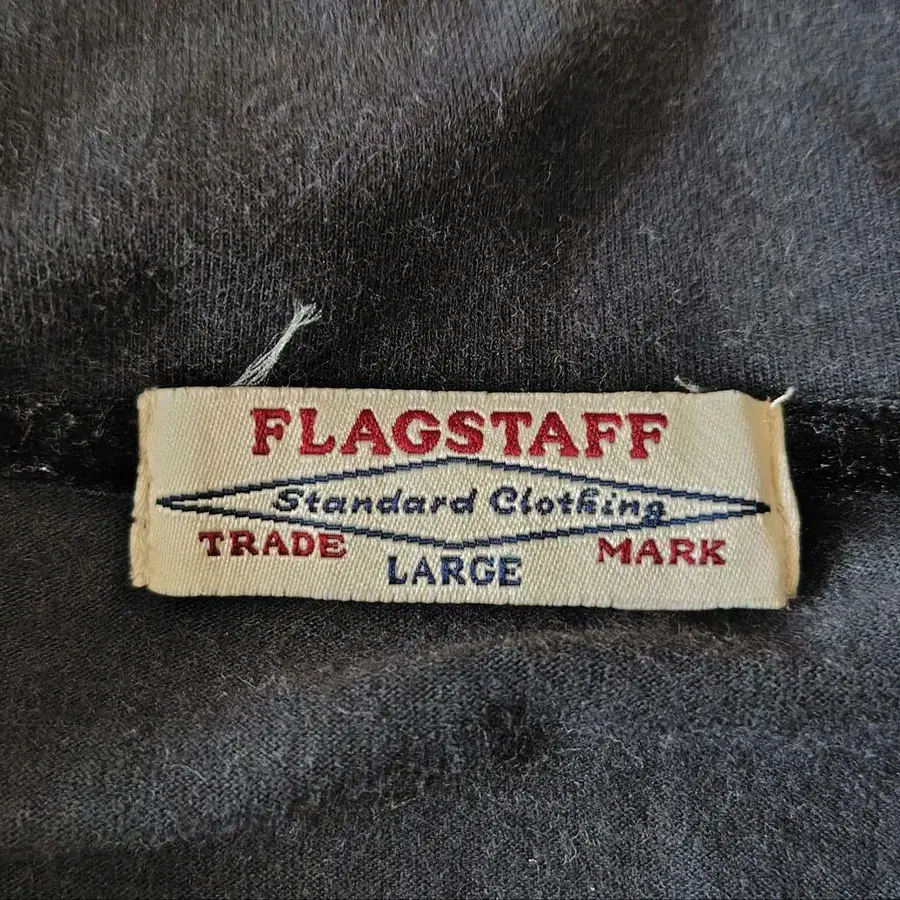 FLAGSTAFF
Standard Clothing
TRADE MARK
LARGE